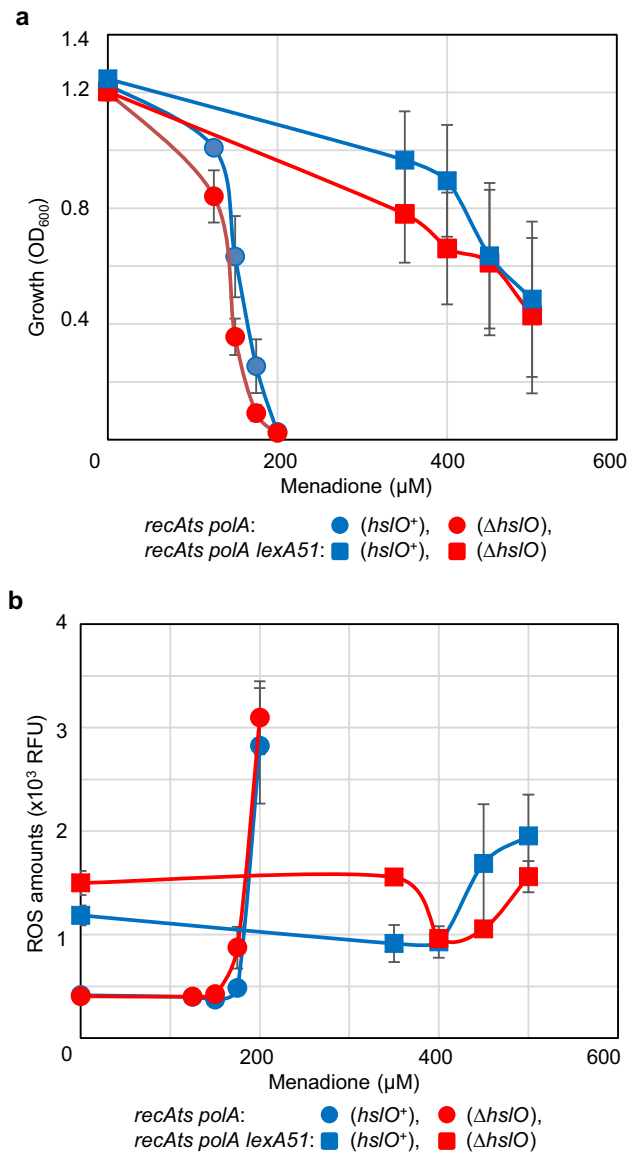 a
1.4
1.2
0.8
0.4
Growth (OD₆₀₀)
0 200 400 600
Menadione (µM)
recAts polA: (hslO⁺), (ΔhslO),
recAts polA lexA51: (hslO⁺), (ΔhslO)
b
4
3
2
1
0
ROS amounts (x10³ RFU)
200 400 600
Menadione (µM)
recAts polA: (hslO⁺), (ΔhslO),
recAts polA lexA51: (hslO⁺), (ΔhslO)